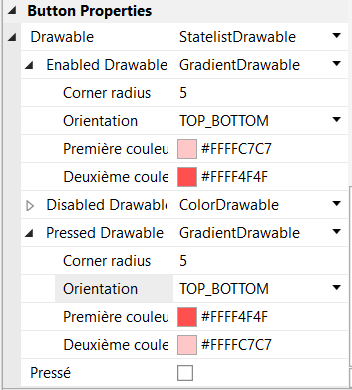 Button Properties
Drawable StatelistDrawable
Enabled Drawable GradientDrawable
Corner radius 5
Orientation TOP_BOTTOM
Première couleu #FFFFC7C7
Deuxième coule #FFFF4F4F
Disabled Drawable ColorDrawable
Pressed Drawable GradientDrawable
Corner radius 5
Orientation TOP_BOTTOM
Première couleu #FFFF4F4F
Deuxième coule #FFFFC7C7
Pressé